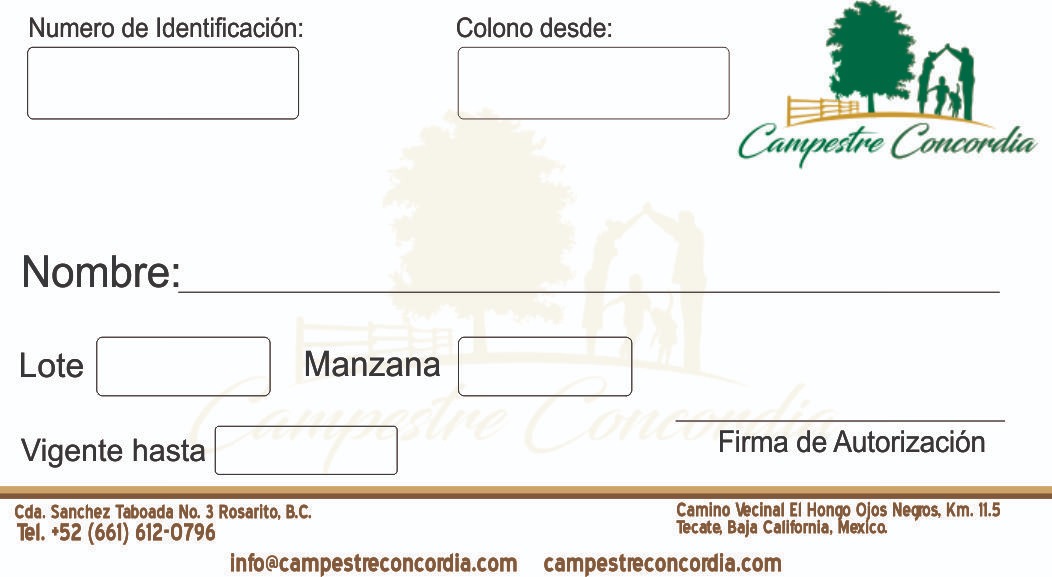 Numero de Identificación:
Colono desde:
Campestre Concordia
Nombre:
Lote
Manzana
Campestre Concordia
Vigente hasta
Firma de Autorización
Cda. Sanchez Taboada No. 3 Rosarito, B.C.
Tel. +52 (661) 612-0796
Camino Vecinal El Hongo Ojos Negros, Km. 11.5
Tecate, Baja California, Mexico.
info@campestreconcordia.com campestreconcordia.com